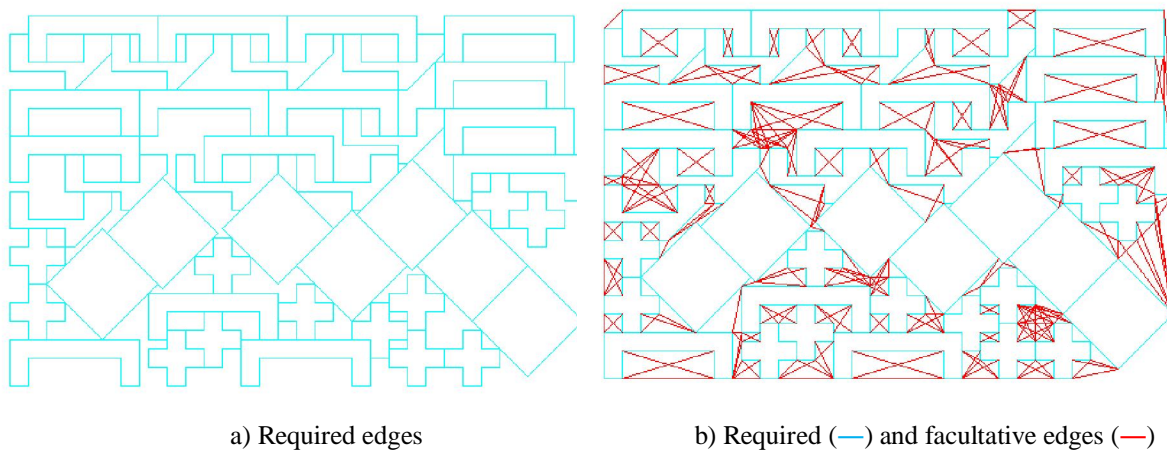 a) Required edges
b) Required (—) and facultative edges (—)